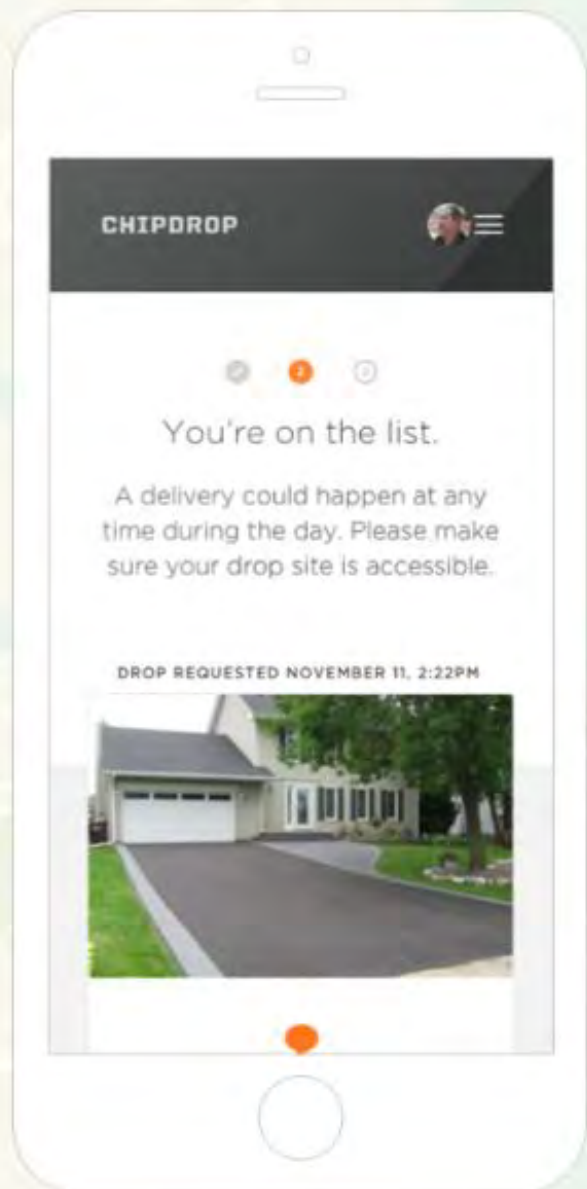 CHIPDROP
2
You're on the list.
A delivery could happen at any
time during the day. Please make
sure your drop site is accessible.
DROP REQUESTED NOVEMBER 11, 2:22PM